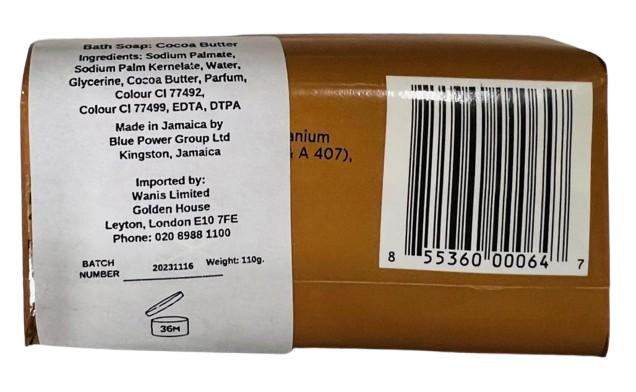 Bath Soap: Cocoa Butter
Ingredients: Sodium Palmate,
Sodium Palm Kernelate, Water,
Glycerine, Cocoa Butter, Parfum,
Colour CI 77492,
Colour CI 77499, EDTA, DTPA
Made in Jamaica by
Blue Power Group Ltd
Kingston, Jamaica
Imported by:
Wanis Limited
Golden House
Leyton, London E10 7FE
Phone: 020 8988 1100
BATCH NUMBER 20231116 Weight: 110g.
36M
anium
A 407),
8 55360 00064 7